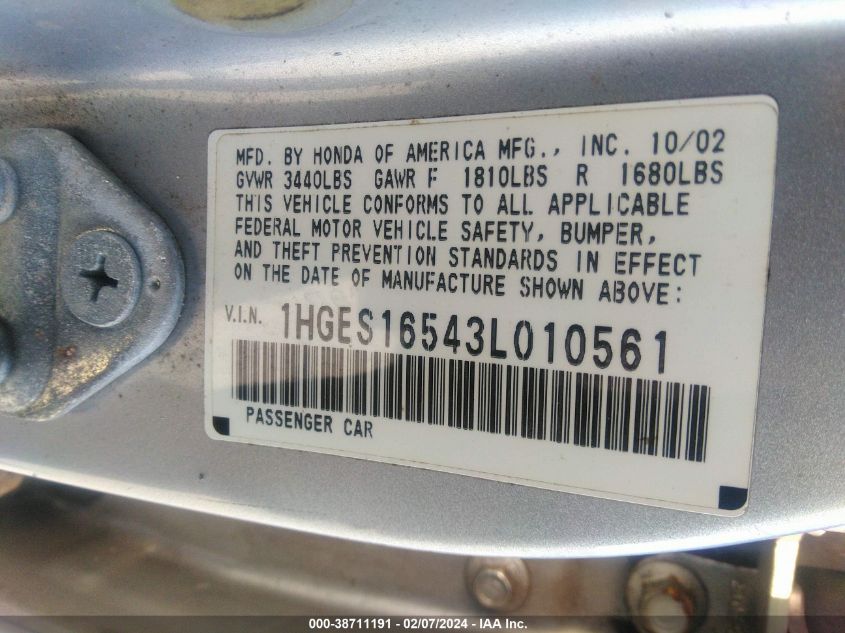 MFD. BY HONDA OF AMERICA MFG., INC. 10/02
GVWR 3440LBS GAWR F 1810LBS R 1680LBS
THIS VEHICLE CONFORMS TO ALL APPLICABLE
FEDERAL MOTOR VEHICLE SAFETY, BUMPER,
AND THEFT PREVENTION STANDARDS IN EFFECT
ON THE DATE OF MANUFACTURE SHOWN ABOVE:
V.I.N. 1HGES16543L010561
PASSENGER CAR
000-38711191 - 02/07/2024 - IAA Inc.